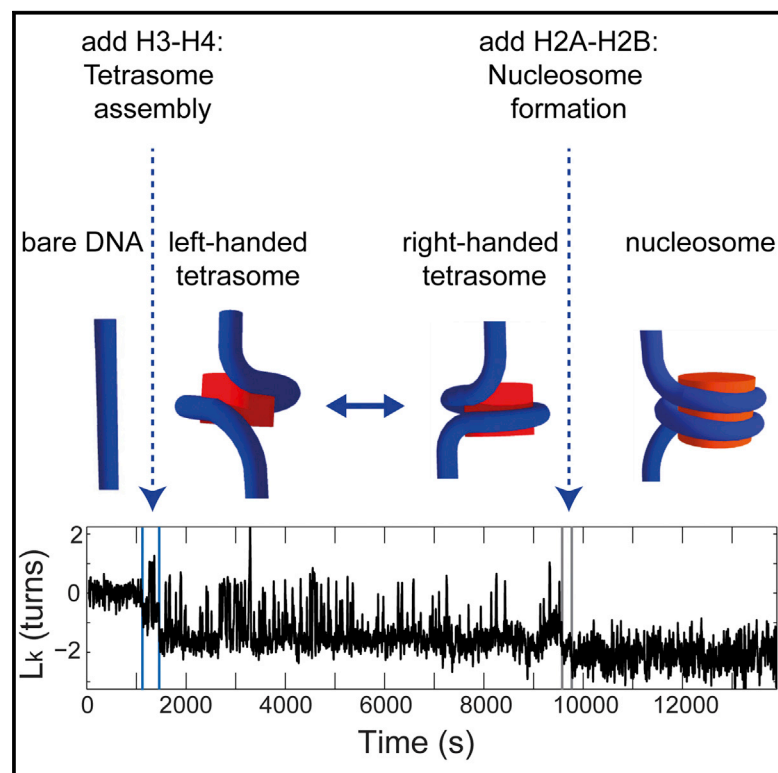 add H3-H4:
Tetrasome
assembly
add H2A-H2B:
Nucleosome
formation
bare DNA
left-handed
tetrasome
right-handed
tetrasome
nucleosome
Lk (turns)
2
0
−2
0 2000 4000 6000 8000 10000 12000
Time (s)